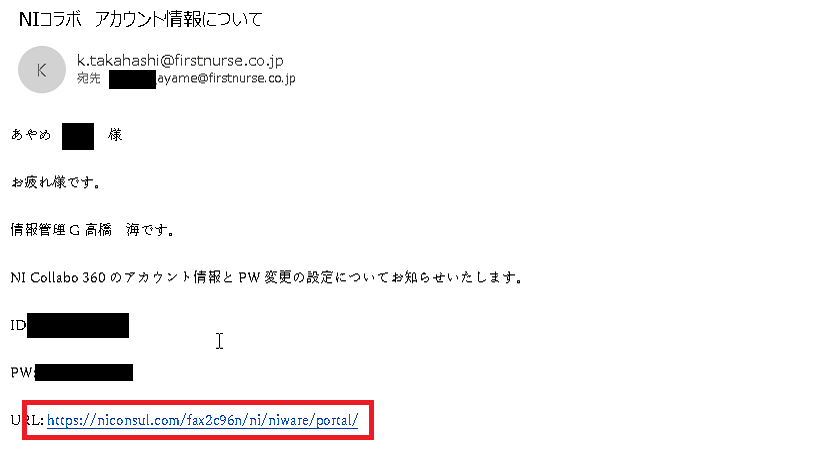 NIコラボ　アカウント情報について
K
k.takahashi@firstnurse.co.jp
宛先 ayame@firstnurse.co.jp
あやめ 様
お疲れ様です。
情報管理G 高橋　海です。
NI Collabo 360 のアカウント情報と PW 変更の設定についてお知らせいたします。
ID
PW:
URL: https://niconsul.com/fax2c96n/ni/niware/portal/